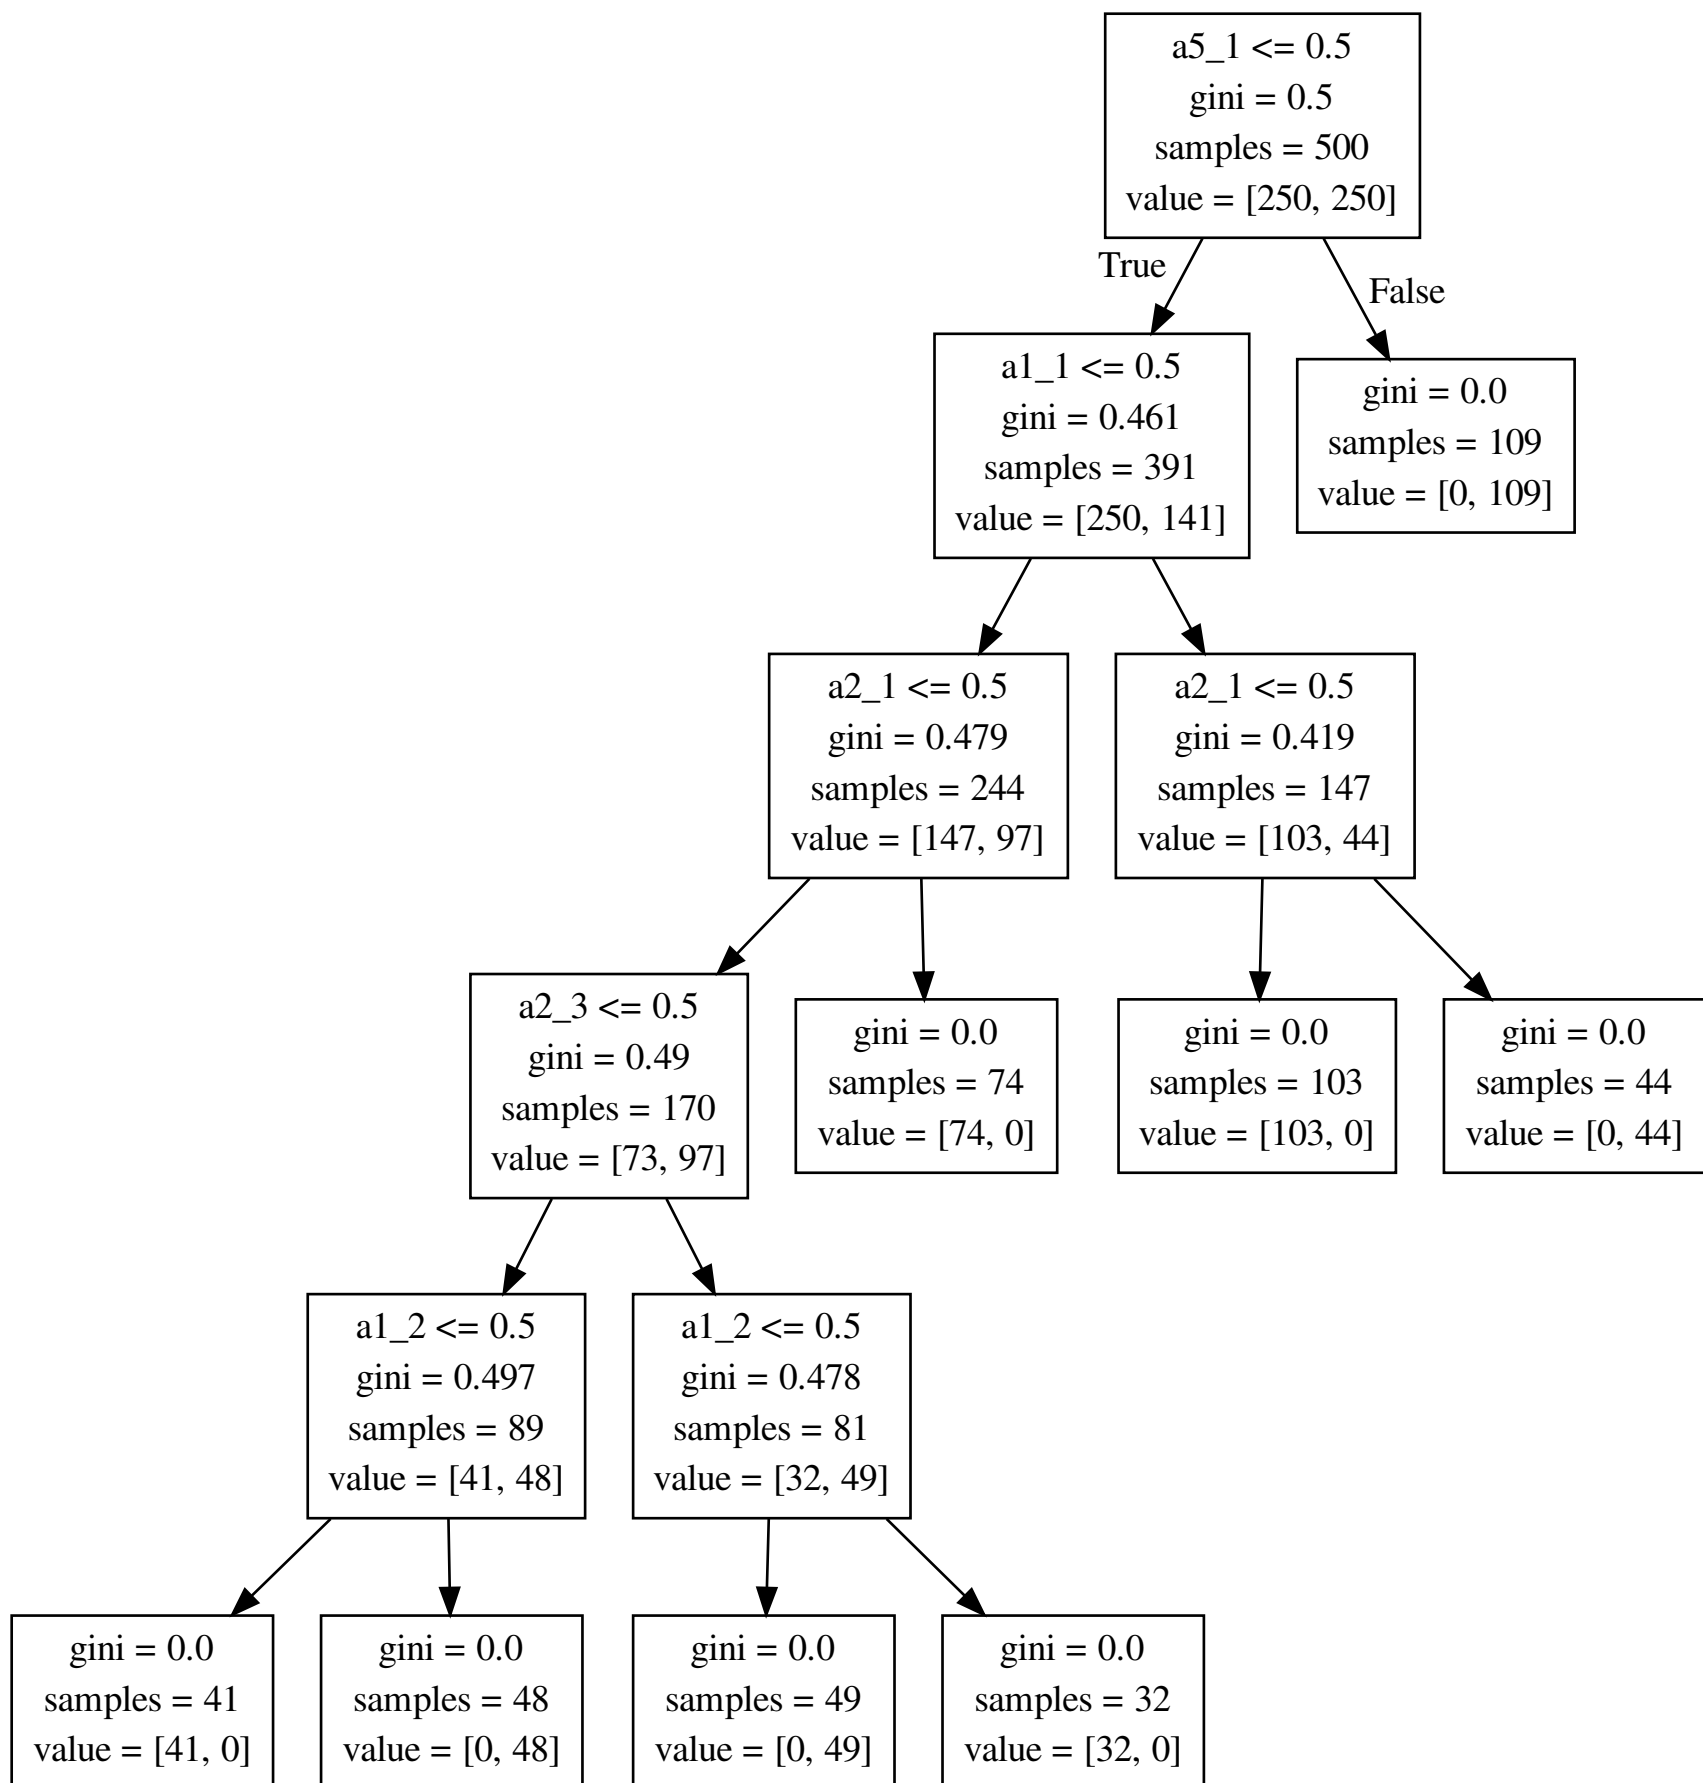 a5_1 <= 0.5
gini = 0.5
samples = 500
value = [250, 250]
True
False
a1_1 <= 0.5
gini = 0.461
samples = 391
value = [250, 141]
gini = 0.0
samples = 109
value = [0, 109]
a2_1 <= 0.5
gini = 0.479
samples = 244
value = [147, 97]
a2_1 <= 0.5
gini = 0.419
samples = 147
value = [103, 44]
a2_3 <= 0.5
gini = 0.49
samples = 170
value = [73, 97]
gini = 0.0
samples = 74
value = [74, 0]
gini = 0.0
samples = 103
value = [103, 0]
gini = 0.0
samples = 44
value = [0, 44]
a1_2 <= 0.5
gini = 0.497
samples = 89
value = [41, 48]
a1_2 <= 0.5
gini = 0.478
samples = 81
value = [32, 49]
gini = 0.0
samples = 41
value = [41, 0]
gini = 0.0
samples = 48
value = [0, 48]
gini = 0.0
samples = 49
value = [0, 49]
gini = 0.0
samples = 32
value = [32, 0]